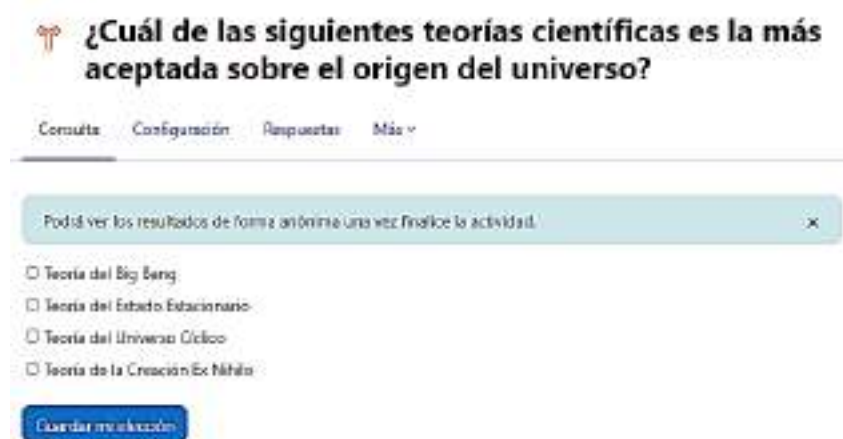 ¿Cuál de las siguientes teorías científicas es la más
aceptada sobre el origen del universo?
Consulta Configuración Respuestas Más
Podrá ver los resultados de forma anónima una vez finalice la actividad. ×
Teoría del Big Bang
Teoría del Estado Estacionario
Teoría del Universo Cíclico
Teoría de la Creación Ex Nihilo
Guardar mi elección